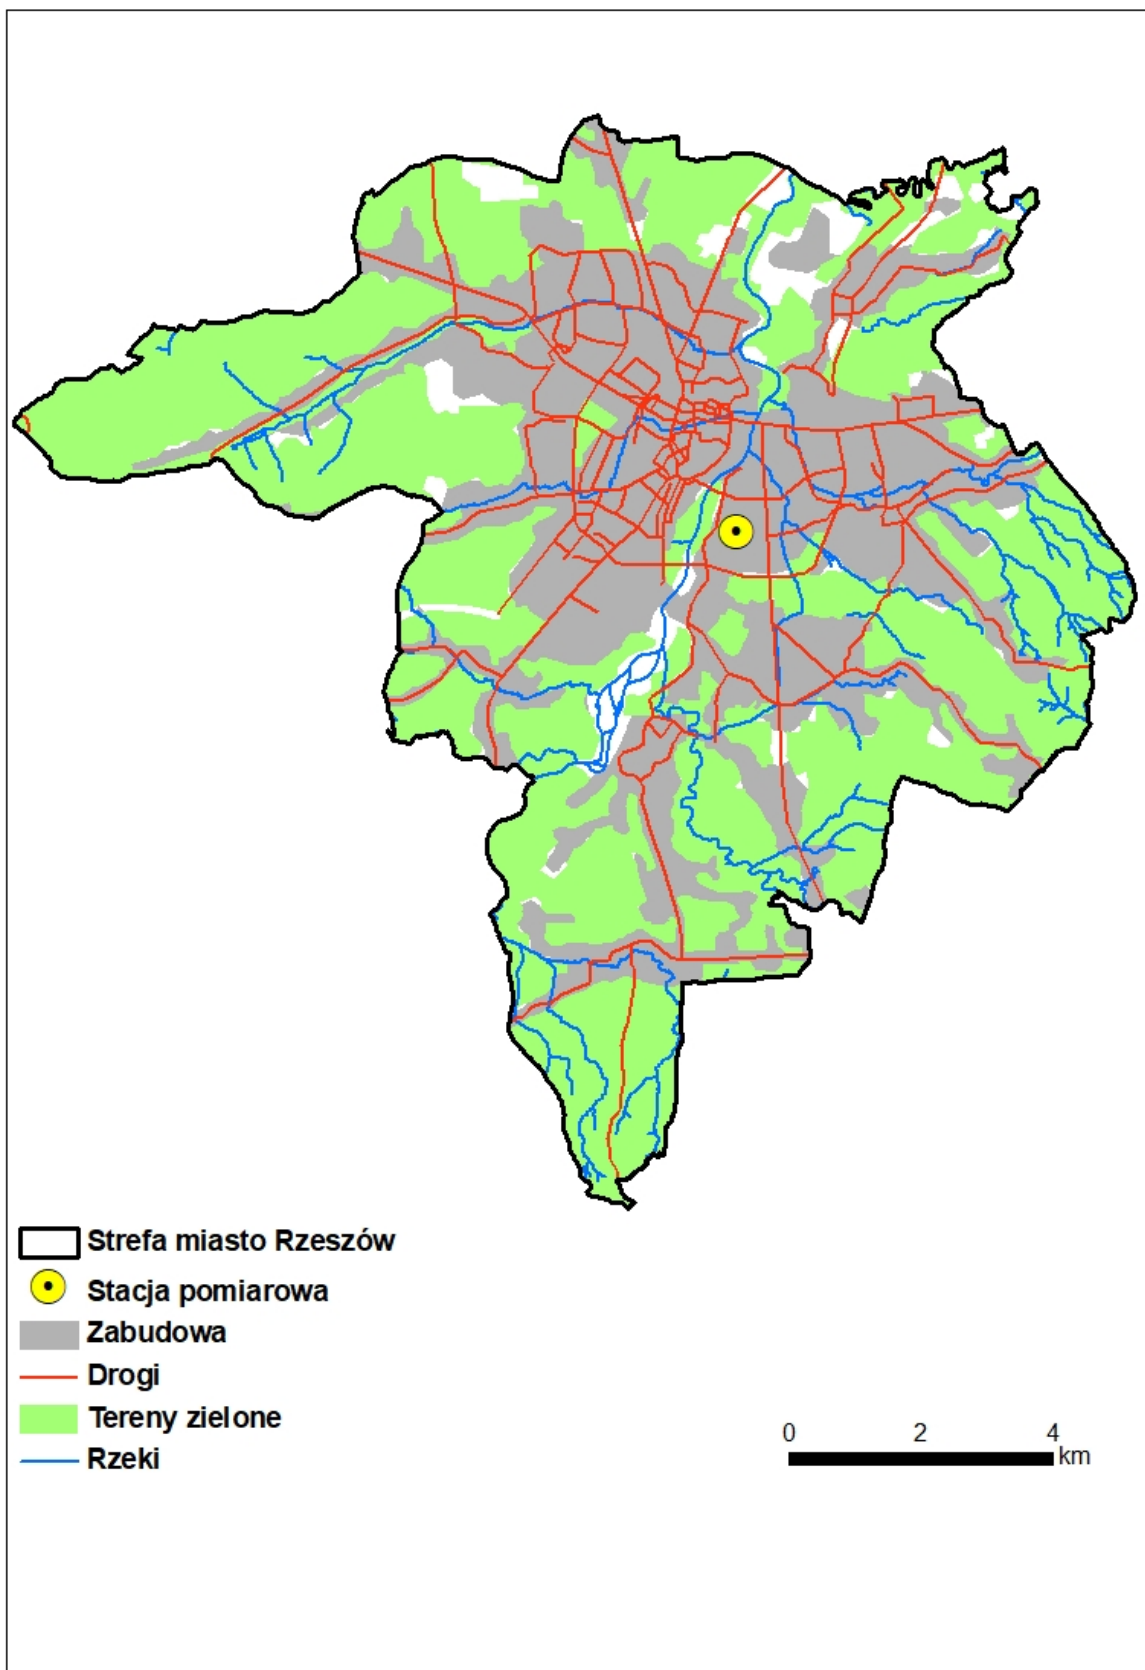 Strefa miasto Rzeszów
Stacja pomiarowa
Zabudowa
Drogi
Tereny zielone
Rzeki
0 2 4
km